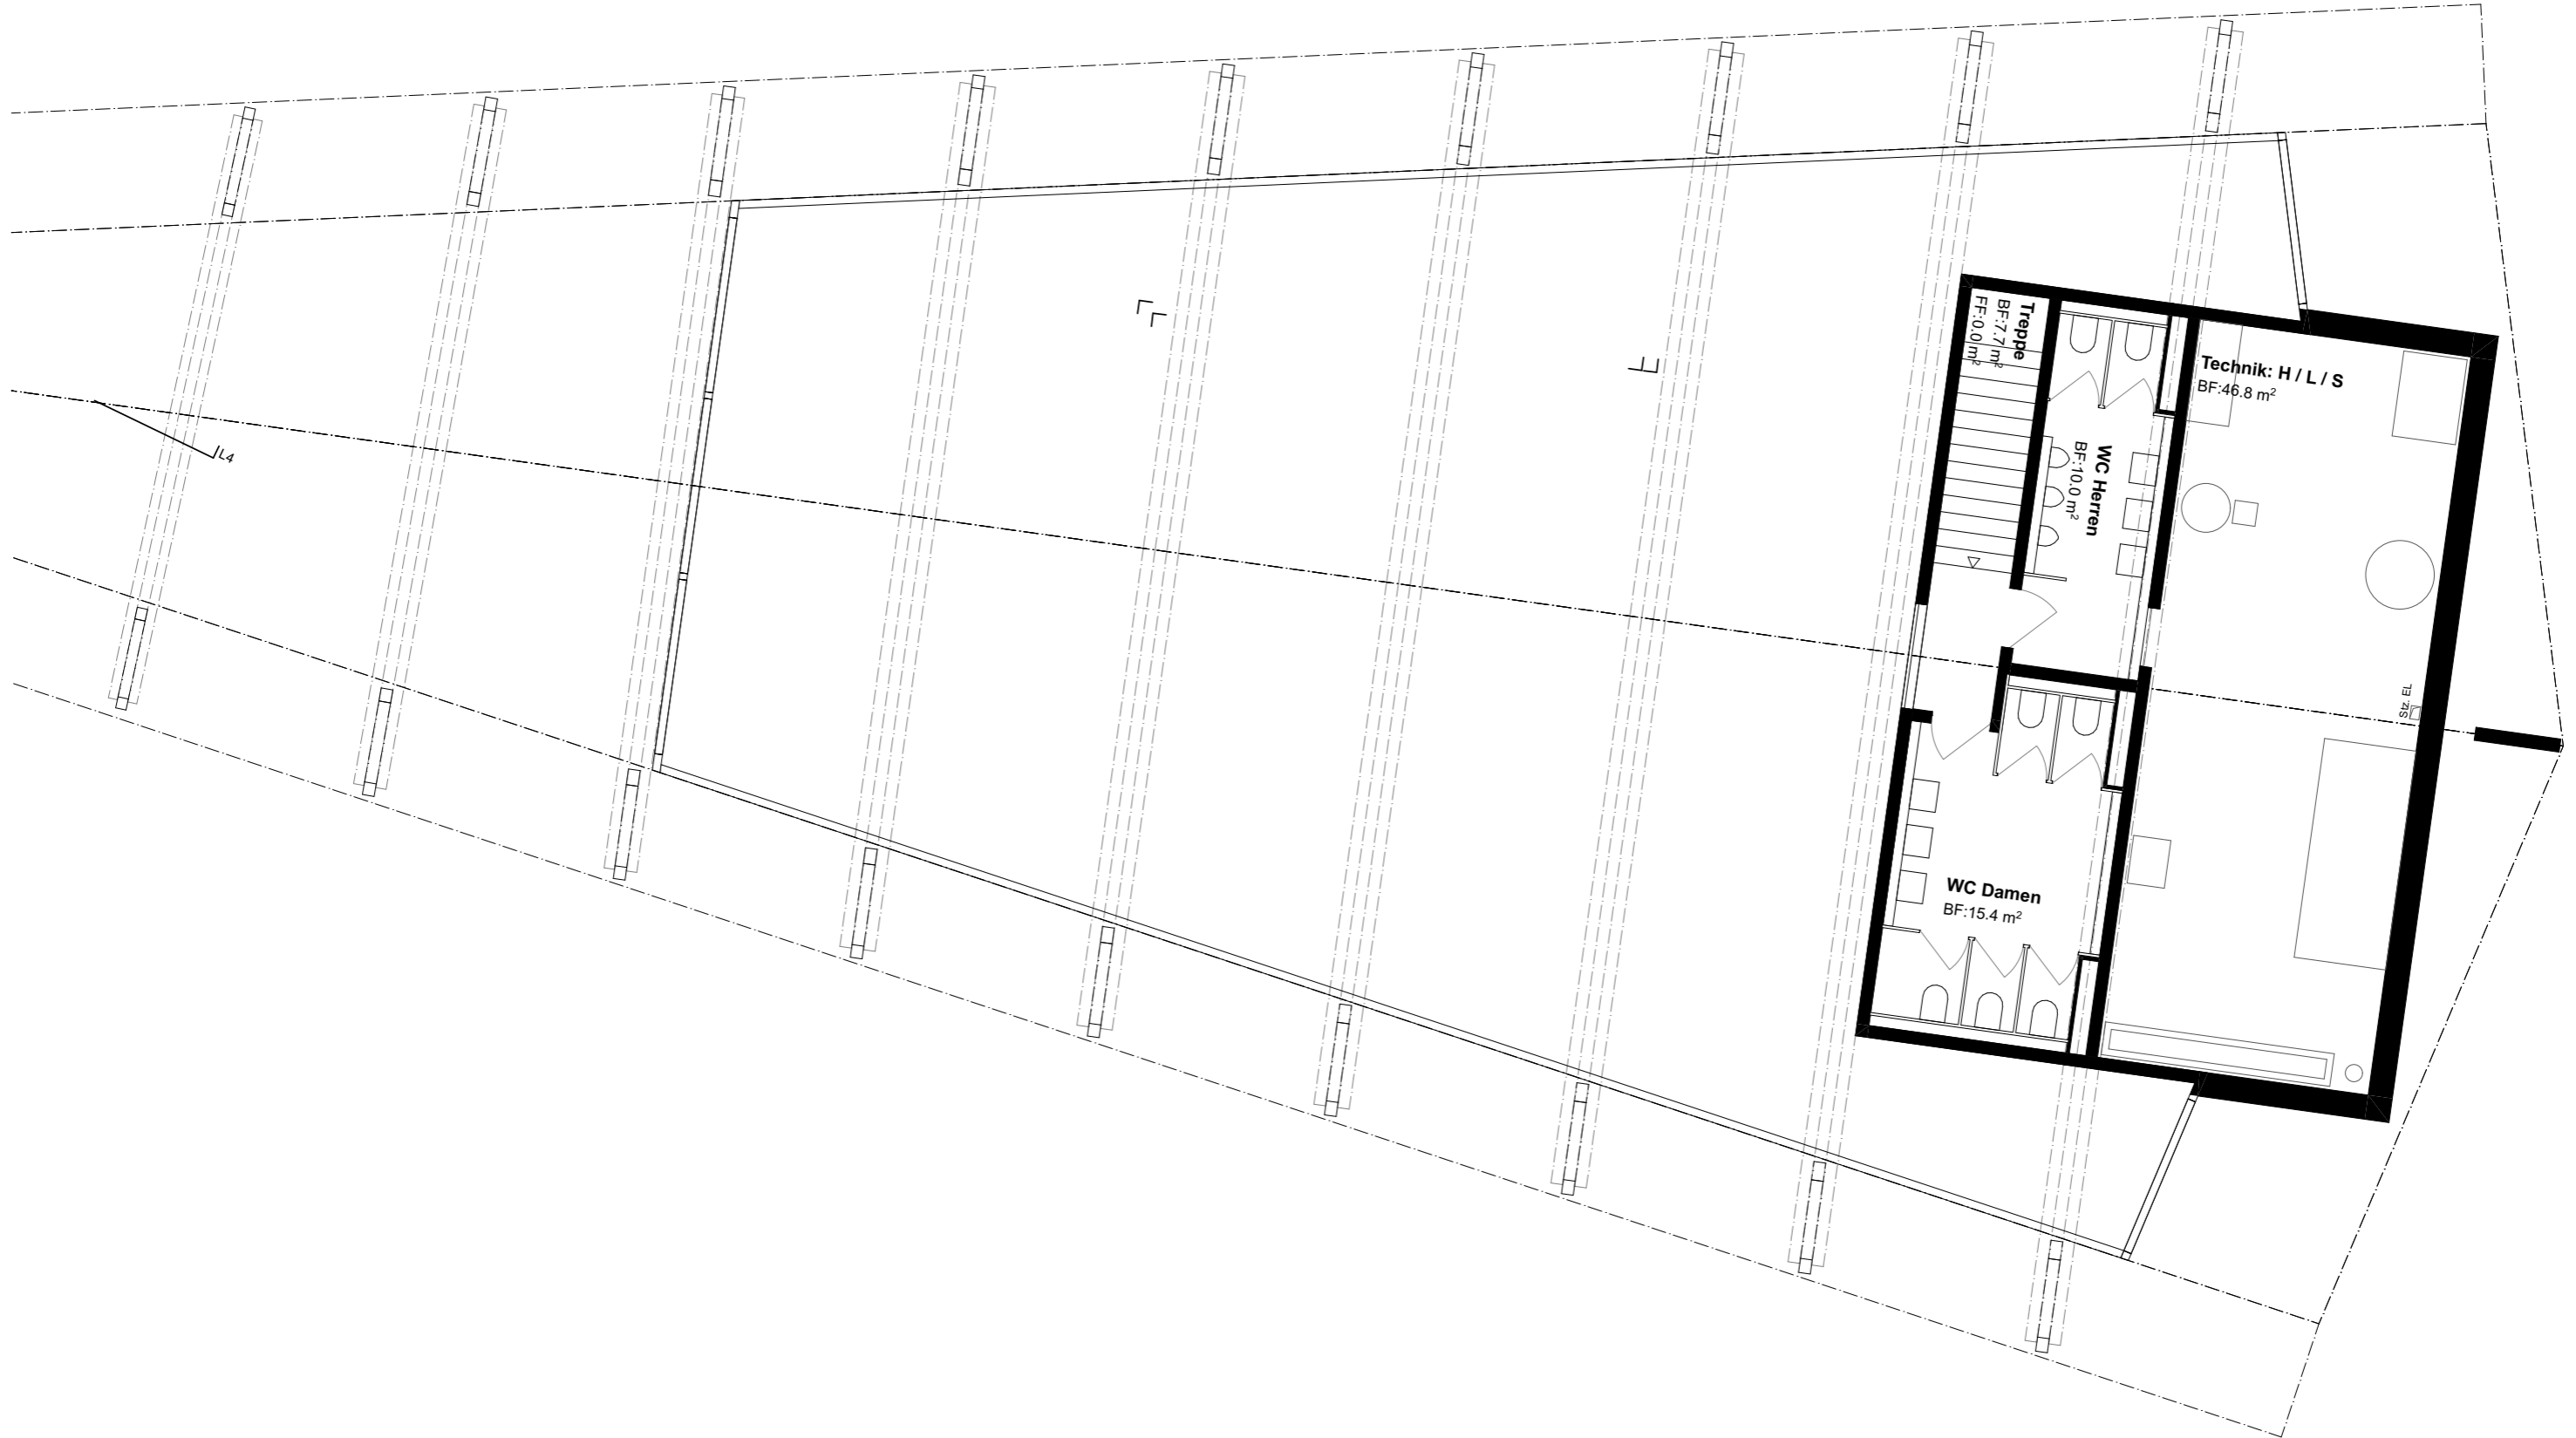 Treppe
BF:7.7 m²
FF:0.0 m²
Technik: H / L / S
BF:46.8 m²
WC Herren
BF:10.0 m²
L4
Stz. EL
WC Damen
BF:15.4 m²